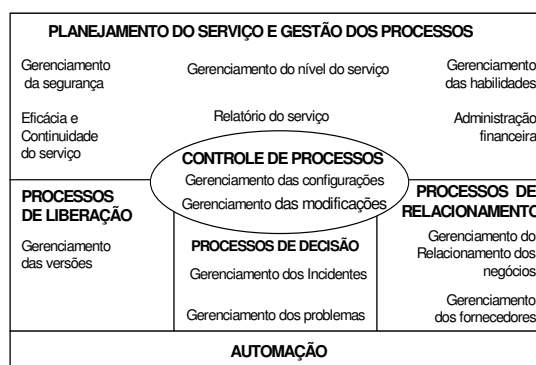 PLANEJAMENTO DO SERVIÇO E GESTÃO DOS PROCESSOS
Gerenciamento
da segurança
Gerenciamento do nível do serviço
Gerenciamento
das habilidades
Eficácia e
Continuidade
do serviço
Relatório do serviço
Administração
financeira
CONTROLE DE PROCESSOS
Gerenciamento das configurações
Gerenciamento das modificações
PROCESSOS
DE LIBERAÇÃO
Gerenciamento
das versões
PROCESSOS DE DECISÃO
Gerenciamento dos Incidentes
Gerenciamento dos problemas
PROCESSOS DE
RELACIONAMENTO
Gerenciamento do
Relacionamento dos
negócios
Gerenciamento
dos fornecedores
AUTOMAÇÃO